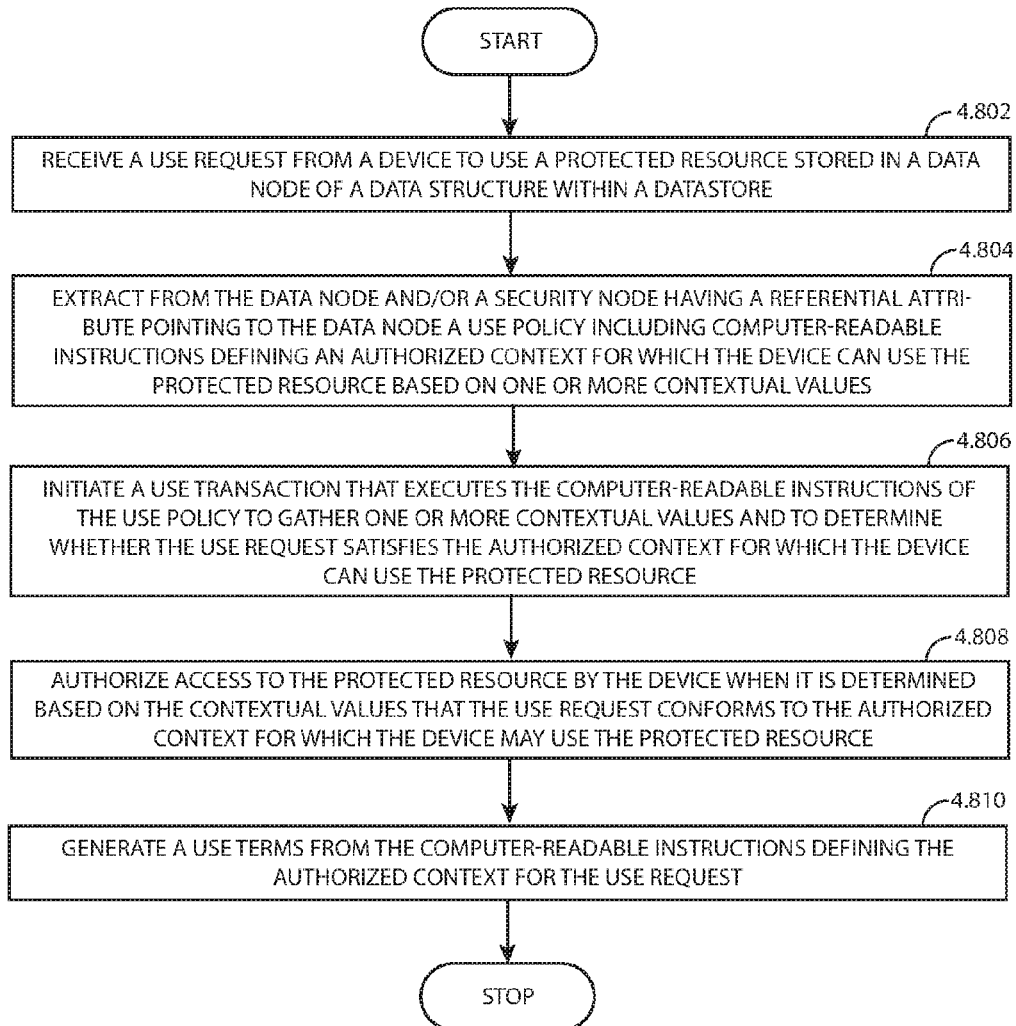 START
4.802
RECEIVE A USE REQUEST FROM A DEVICE TO USE A PROTECTED RESOURCE STORED IN A DATA
NODE OF A DATA STRUCTURE WITHIN A DATASTORE
4.804
EXTRACT FROM THE DATA NODE AND/OR A SECURITY NODE HAVING A REFERENTIAL ATTRI-
BUTE POINTING TO THE DATA NODE A USE POLICY INCLUDING COMPUTER-READABLE
INSTRUCTIONS DEFINING AN AUTHORIZED CONTEXT FOR WHICH THE DEVICE CAN USE THE
PROTECTED RESOURCE BASED ON ONE OR MORE CONTEXTUAL VALUES
4.806
INITIATE A USE TRANSACTION THAT EXECUTES THE COMPUTER-READABLE INSTRUCTIONS OF
THE USE POLICY TO GATHER ONE OR MORE CONTEXTUAL VALUES AND TO DETERMINE
WHETHER THE USE REQUEST SATISFIES THE AUTHORIZED CONTEXT FOR WHICH THE DEVICE
CAN USE THE PROTECTED RESOURCE
4.808
AUTHORIZE ACCESS TO THE PROTECTED RESOURCE BY THE DEVICE WHEN IT IS DETERMINED
BASED ON THE CONTEXTUAL VALUES THAT THE USE REQUEST CONFORMS TO THE AUTHORIZED
CONTEXT FOR WHICH THE DEVICE MAY USE THE PROTECTED RESOURCE
4.810
GENERATE A USE TERMS FROM THE COMPUTER-READABLE INSTRUCTIONS DEFINING THE
AUTHORIZED CONTEXT FOR THE USE REQUEST
STOP